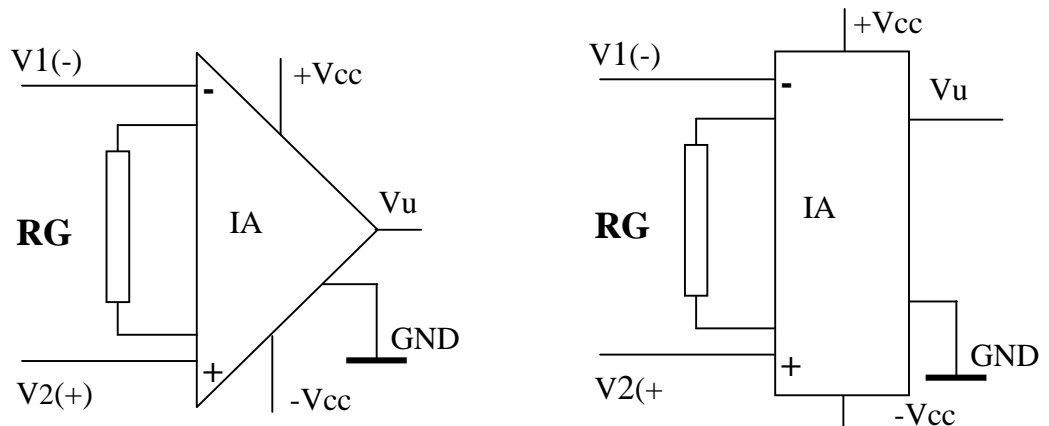 V1(-)
+Vcc
-
RG
IA
Vu
GND
+
V2(+)
-Vcc
+Vcc
V1(-)
-
Vu
RG
IA
GND
+
V2(+
-Vcc